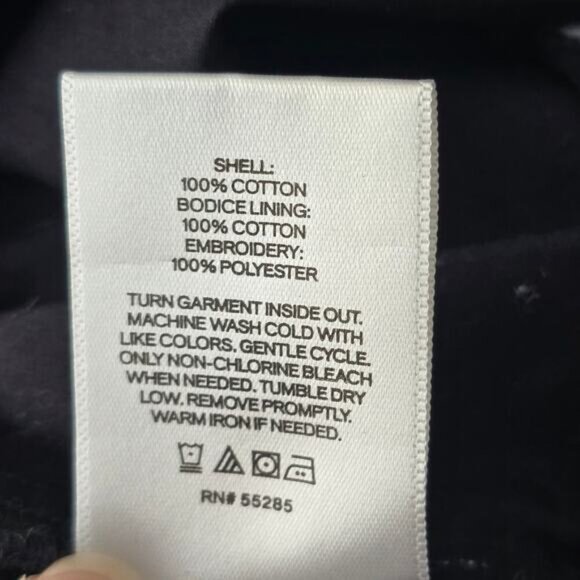 SHELL:
100% COTTON
BODICE LINING:
100% COTTON
EMBROIDERY:
100% POLYESTER
TURN GARMENT INSIDE OUT.
MACHINE WASH COLD WITH
LIKE COLORS. GENTLE CYCLE.
ONLY NON-CHLORINE BLEACH
WHEN NEEDED. TUMBLE DRY
LOW. REMOVE PROMPTLY.
WARM IRON IF NEEDED.
RN# 55285